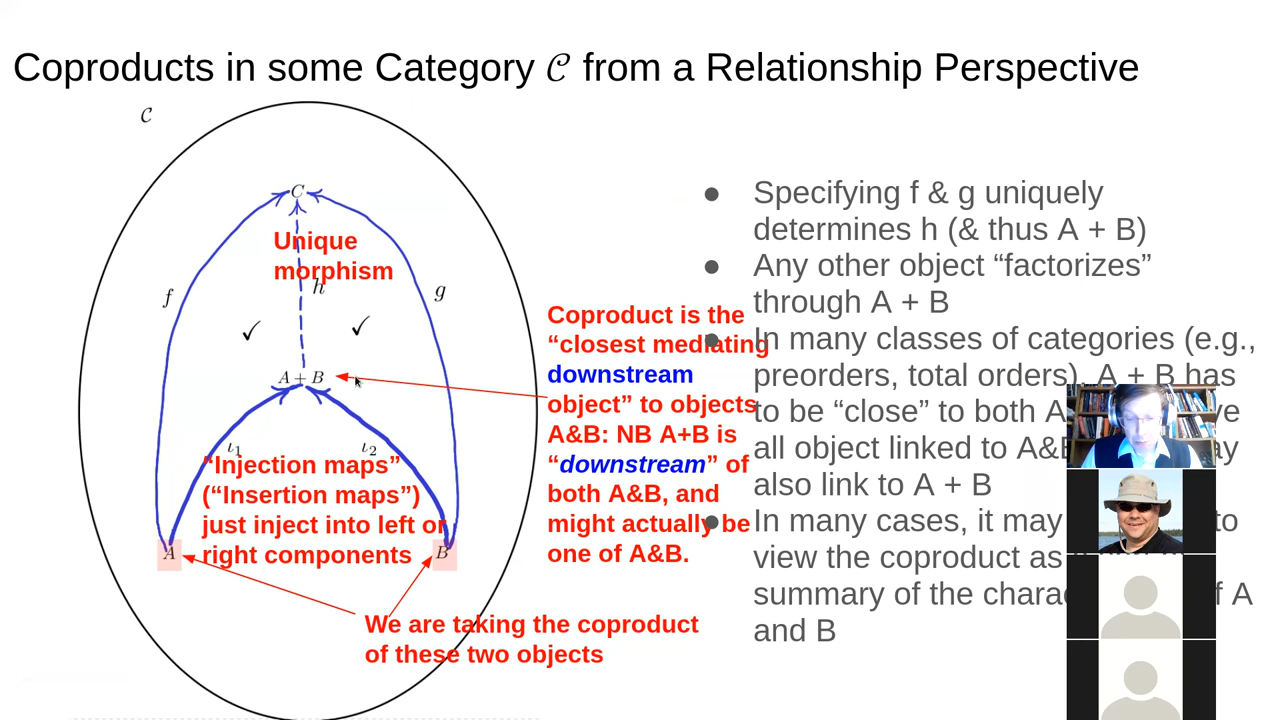 Coproducts in some Category 𝒞 from a Relationship Perspective
𝒞
C
Unique
morphism
h
f
g
✓ ✓
A + B
ι₁ ι₂
“Injection maps”
(“Insertion maps”)
just inject into left or
right components
A
B
We are taking the coproduct
of these two objects
Coproduct is the
“closest mediating
downstream
object” to objects
A&B: NB A+B is
“downstream” of
both A&B, and
might actually be
one of A&B.
● Specifying f & g uniquely
determines h (& thus A + B)
● Any other object “factorizes”
through A + B
● In many classes of categories (e.g.,
preorders, total orders), A + B has
to be “close” to both A
all object linked to A&B
also link to A + B
● In many cases, it may to
view the coproduct as
summary of the f A
and B